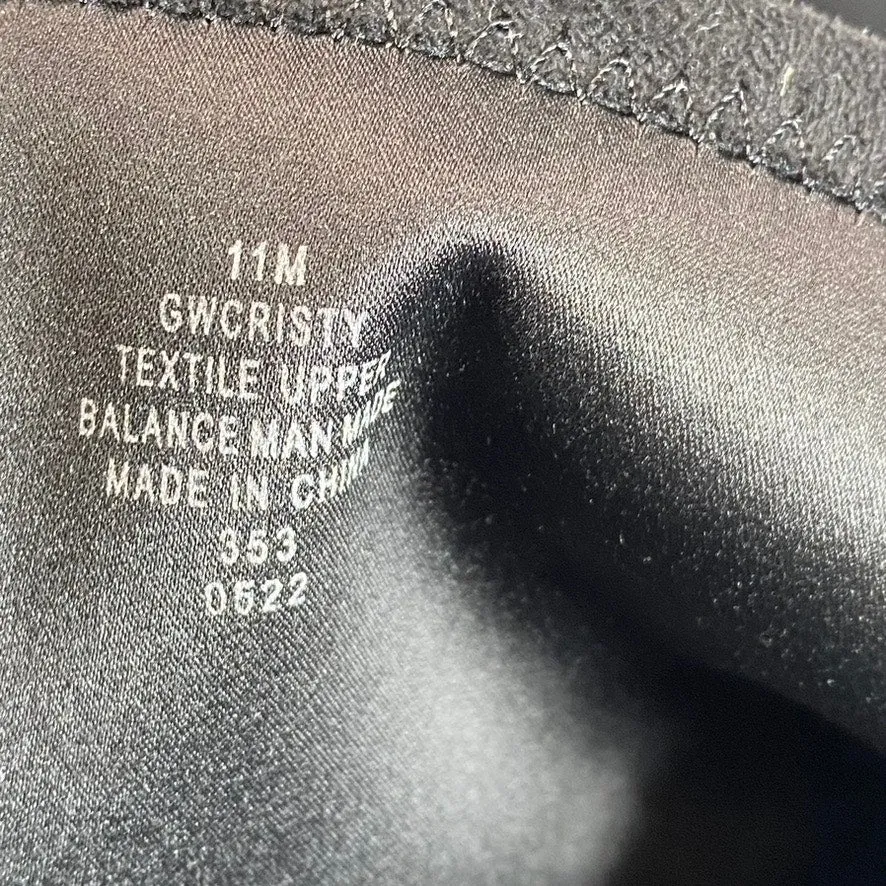 11M
GWCRISTY
TEXTILE UPPER
BALANCE MAN MADE
MADE IN CHINA
353
0522